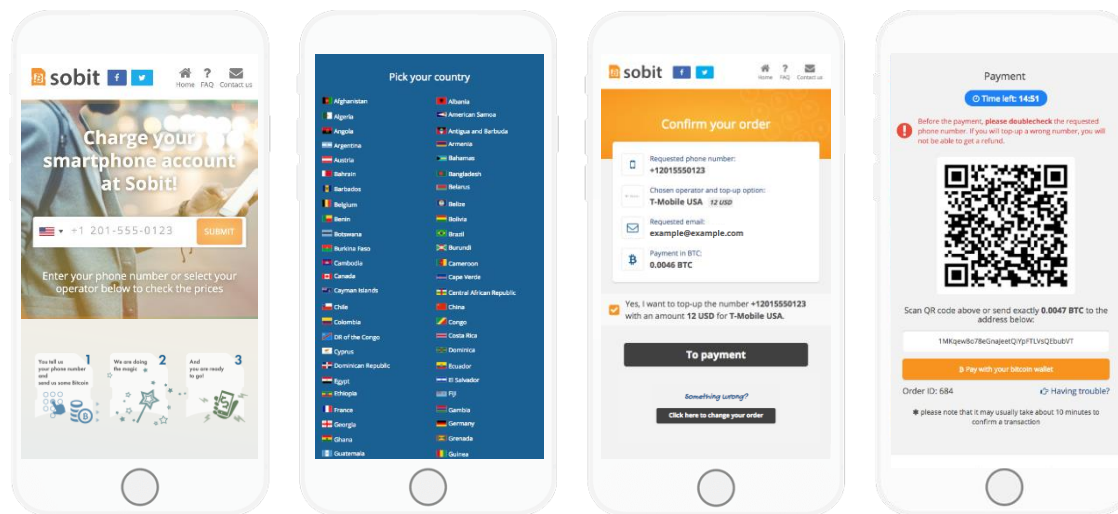 sobit
Home FAQ Contact us
Charge your
smartphone account
at Sobit!
+1 201-555-0123 SUBMIT
Enter your phone number or select your
operator below to check the prices
You tell us
your phone number
and
send us some Bitcoin
1
We are doing
the magic
2
And
you are ready
to go!
3
Pick your country
Afghanistan Albania
Algeria American Samoa
Angola Antigua and Barbuda
Argentina Armenia
Austria Bahamas
Bahrain Bangladesh
Barbados Belarus
Belgium Belize
Benin Bolivia
Botswana Brazil
Burkina Faso Burundi
Cambodia Cameroon
Canada Cape Verde
Cayman Islands Central African Republic
Chile China
Colombia Congo
DR of the Congo Costa Rica
Cyprus Dominica
Dominican Republic Ecuador
Egypt El Salvador
Ethiopia Fiji
France Gambia
Georgia Germany
Ghana Grenada
Guatemala Guinea
sobit
Home FAQ Contact us
Confirm your order
Requested phone number:
+12015550123
Chosen operator and top-up option:
T-Mobile USA 12 USD
Requested email:
example@example.com
Payment in BTC:
0.0046 BTC
Yes, I want to top-up the number +12015550123
with an amount 12 USD for T-Mobile USA.
To payment
Something wrong?
Click here to change your order
Payment
Time left: 14:51
Before the payment, please doublecheck the requested
phone number. If you will top-up a wrong number, you will
not be able to get a refund.
Scan QR code above or send exactly 0.0047 BTC to the
address below:
Pay with your bitcoin wallet
Order ID: 684 Having trouble?
✱ please note that it may usually take about 10 minutes to
confirm a transaction